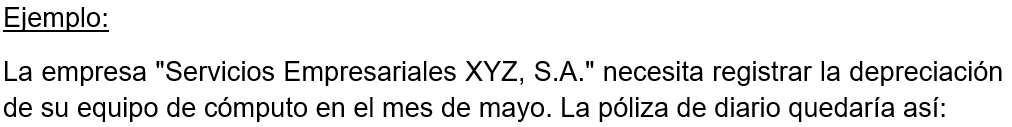 Ejemplo:
La empresa "Servicios Empresariales XYZ, S.A." necesita registrar la depreciación
de su equipo de cómputo en el mes de mayo. La póliza de diario quedaría así: